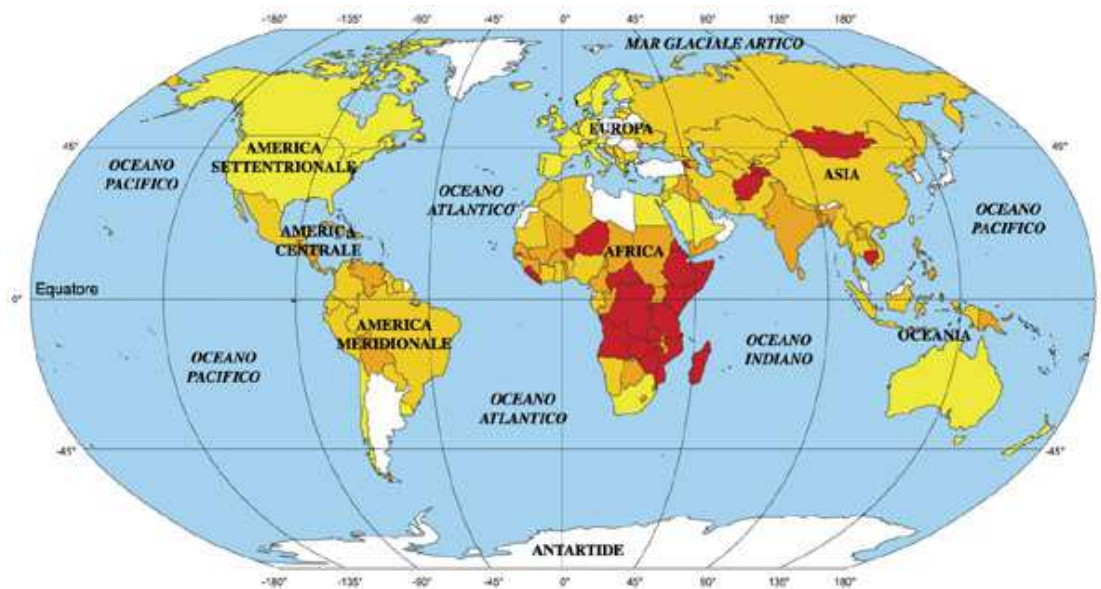 -180° -135° -90° -45° 0° 45° 90° 135° 180°
MAR GLACIALE ARTICO
EUROPA
45° 45°
AMERICA
SETTENTRIONALE
OCEANO
PACIFICO
ASIA
OCEANO
ATLANTICO
OCEANO
PACIFICO
AMERICA
CENTRALE
AFRICA
Equatore
0° 0°
AMERICA
MERIDIONALE
OCEANIA
OCEANO
INDIANO
OCEANO
PACIFICO
OCEANO
ATLANTICO
-45° -45°
ANTARTIDE
-180° -135° -90° -45° 0° 45° 90° 135° 180°